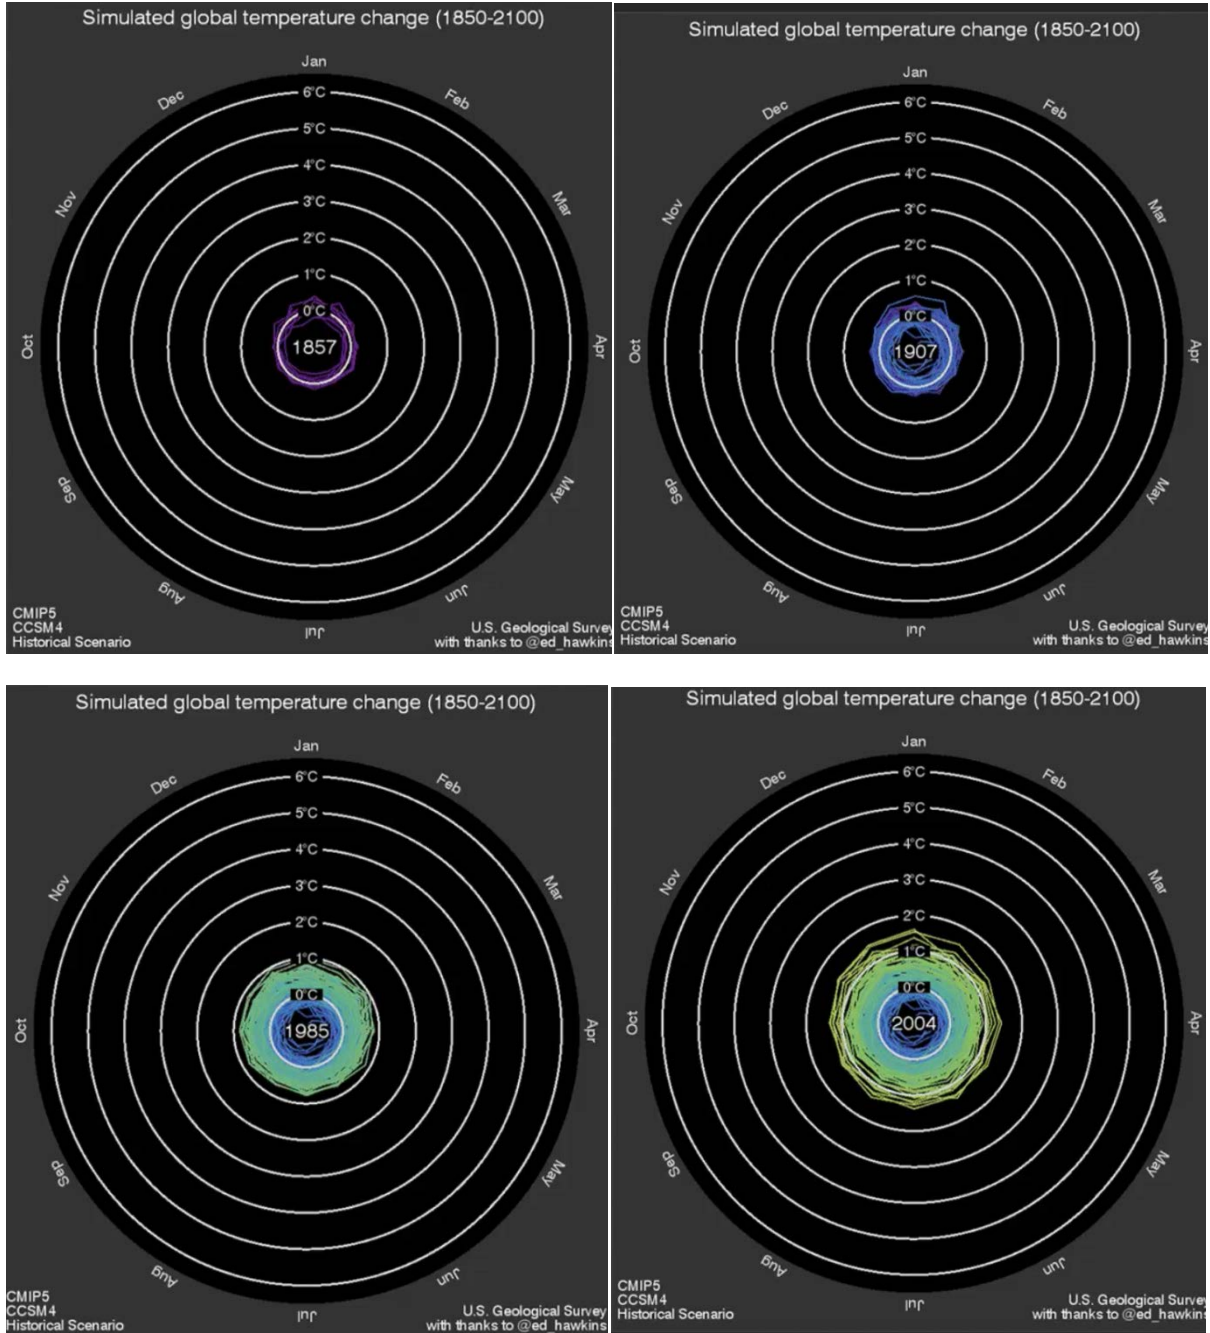 Simulated global temperature change (1850-2100)
Jan
Feb
Mar
Apr
May
Jun
Jul
Aug
Sep
Oct
Nov
Dec
6°C
5°C
4°C
3°C
2°C
1°C
0°C
1857
CMIP5
CCSM4
Historical Scenario
U.S. Geological Survey
with thanks to @ed_hawkins
Simulated global temperature change (1850-2100)
Jan
Feb
Mar
Apr
May
Jun
Jul
Aug
Sep
Oct
Nov
Dec
6°C
5°C
4°C
3°C
2°C
1°C
0°C
1907
CMIP5
CCSM4
Historical Scenario
U.S. Geological Survey
with thanks to @ed_hawkins
Simulated global temperature change (1850-2100)
Jan
Feb
Mar
Apr
May
Jun
Jul
Aug
Sep
Oct
Nov
Dec
6°C
5°C
4°C
3°C
2°C
1°C
0°C
1985
CMIP5
CCSM4
Historical Scenario
U.S. Geological Survey
with thanks to @ed_hawkins
Simulated global temperature change (1850-2100)
Jan
Feb
Mar
Apr
May
Jun
Jul
Aug
Sep
Oct
Nov
Dec
6°C
5°C
4°C
3°C
2°C
1°C
0°C
2004
CMIP5
CCSM4
Historical Scenario
U.S. Geological Survey
with thanks to @ed_hawkins